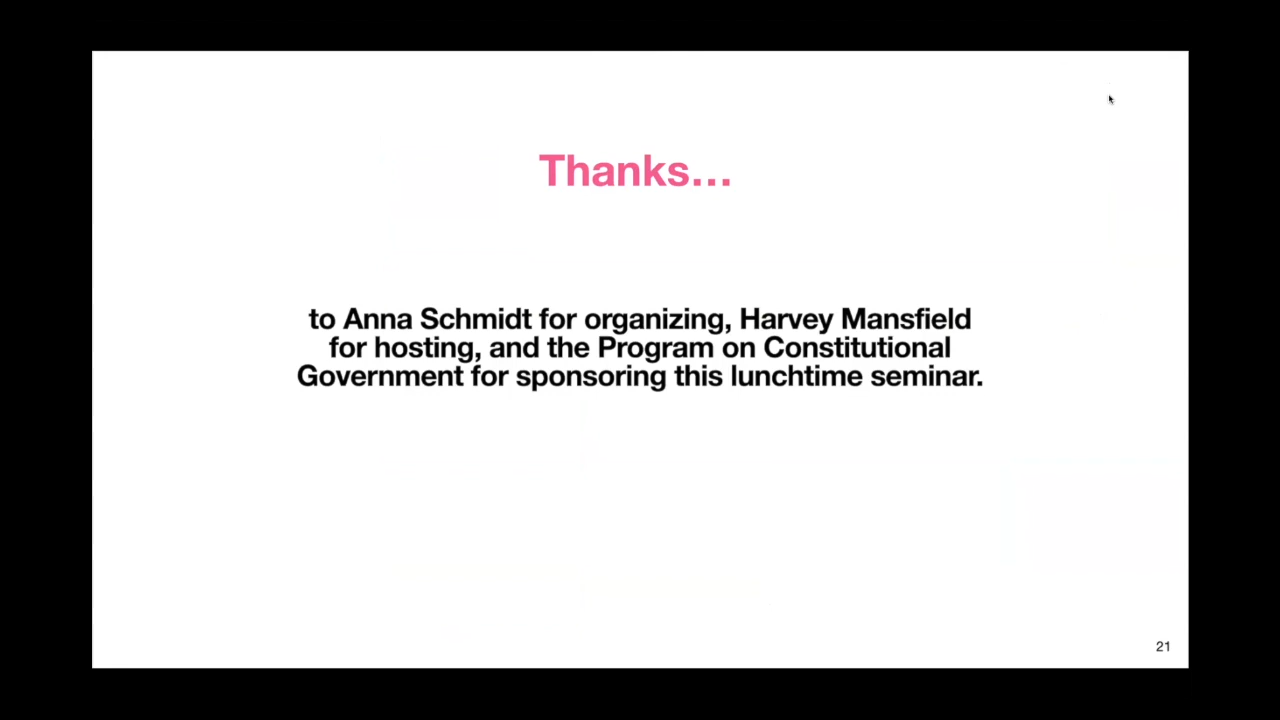 Thanks…
to Anna Schmidt for organizing, Harvey Mansfield
for hosting, and the Program on Constitutional
Government for sponsoring this lunchtime seminar.
21